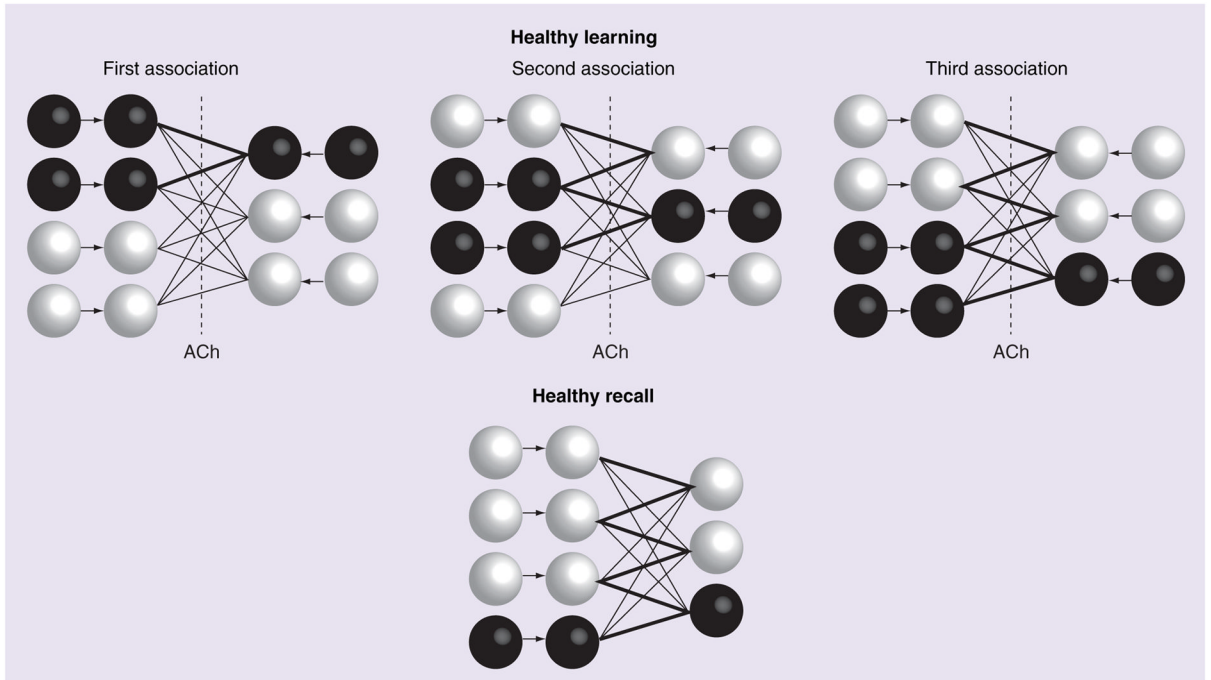 Healthy learning
First association
Second association
Third association
ACh
ACh
ACh
Healthy recall